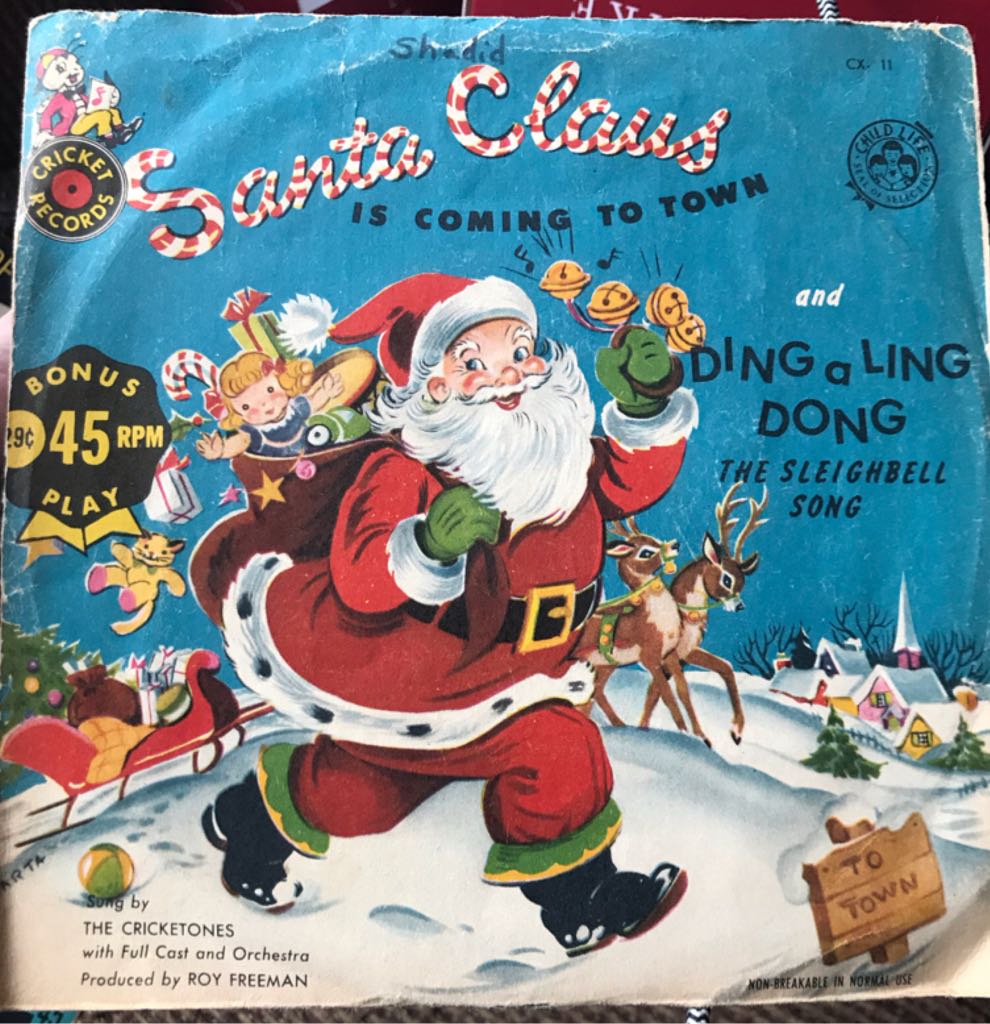 Shadid
CX- 11
CRICKET
RECORDS
Santa Claus
IS COMING TO TOWN
CHILD LIFE
SEAL OF SELECTION
and
DING a LING
DONG
THE SLEIGHBELL
SONG
BONUS
29¢ 45 RPM
PLAY
TO
TOWN
Sung by
THE CRICKETONES
with Full Cast and Orchestra
Produced by ROY FREEMAN
NON-BREAKABLE IN NORMAL USE